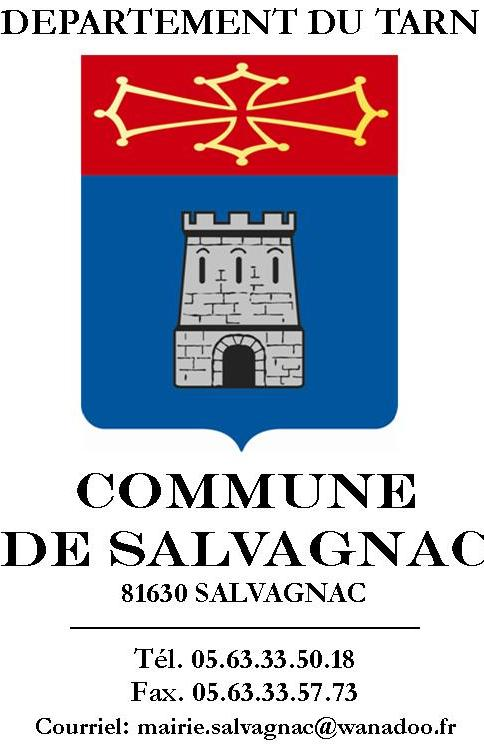 DEPARTEMENT DU TARN
COMMUNE
DE SALVAGNAC
81630 SALVAGNAC
Tél. 05.63.33.50.18
Fax. 05.63.33.57.73
Courriel: mairie.salvagnac@wanadoo.fr